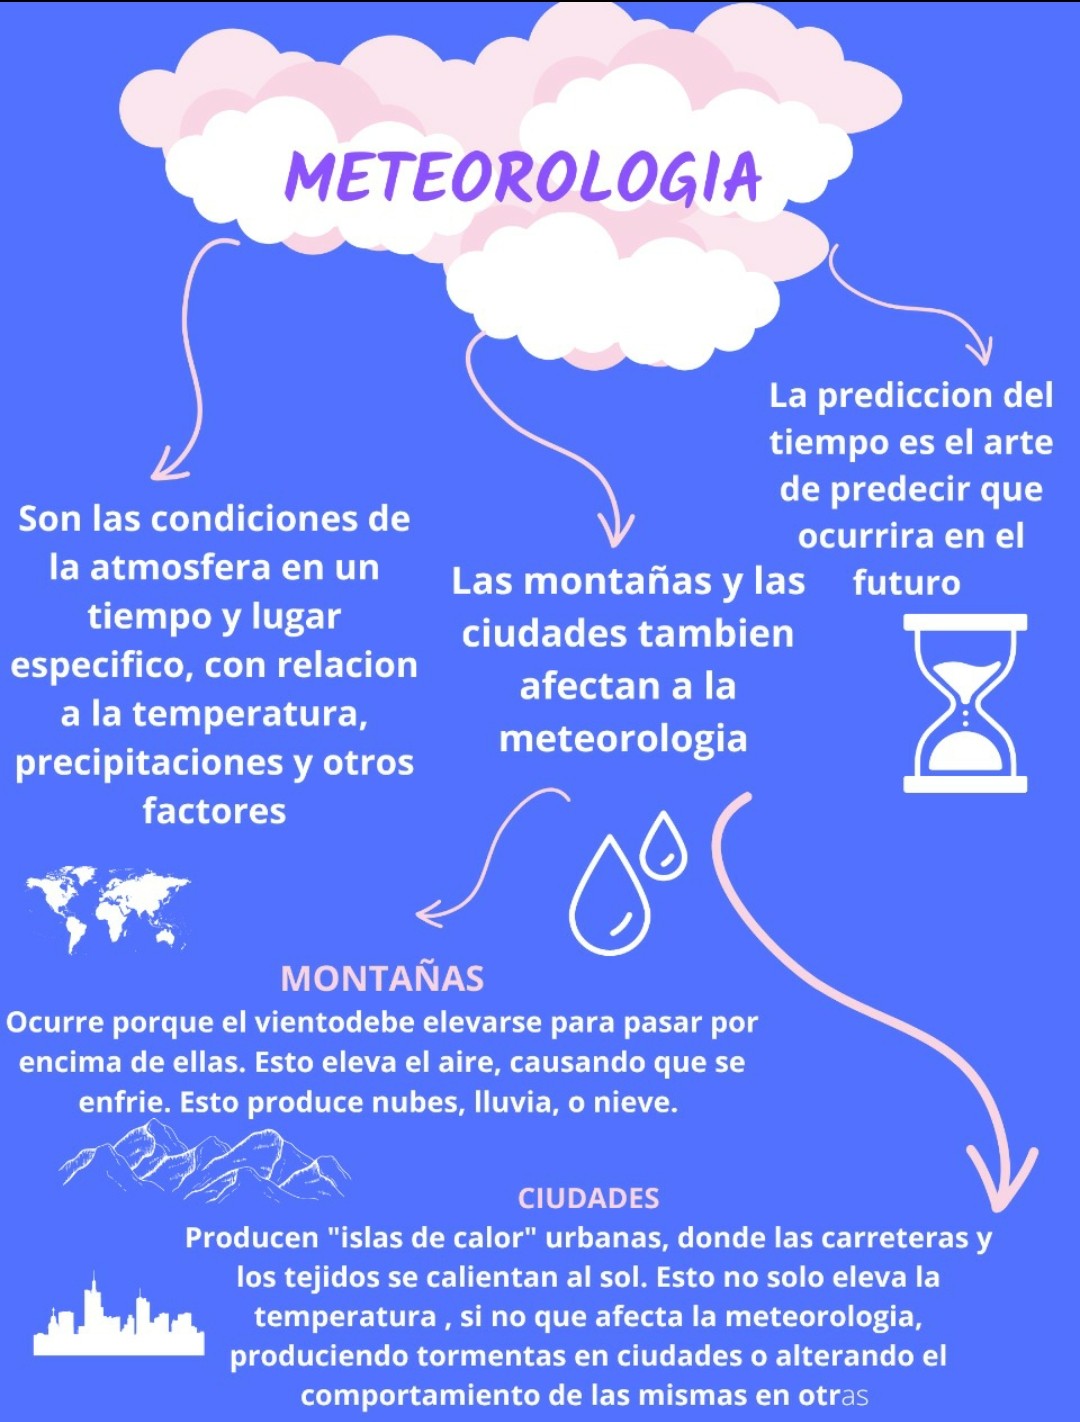 METEOROLOGIA
Son las condiciones de
la atmosfera en un
tiempo y lugar
especifico, con relacion
a la temperatura,
precipitaciones y otros
factores
Las montañas y las
ciudades tambien
afectan a la
meteorologia
La prediccion del
tiempo es el arte
de predecir que
ocurrira en el
futuro
MONTAÑAS
Ocurre porque el vientodebe elevarse para pasar por
encima de ellas. Esto eleva el aire, causando que se
enfrie. Esto produce nubes, lluvia, o nieve.
CIUDADES
Producen "islas de calor" urbanas, donde las carreteras y
los tejidos se calientan al sol. Esto no solo eleva la
temperatura , si no que afecta la meteorologia,
produciendo tormentas en ciudades o alterando el
comportamiento de las mismas en otras